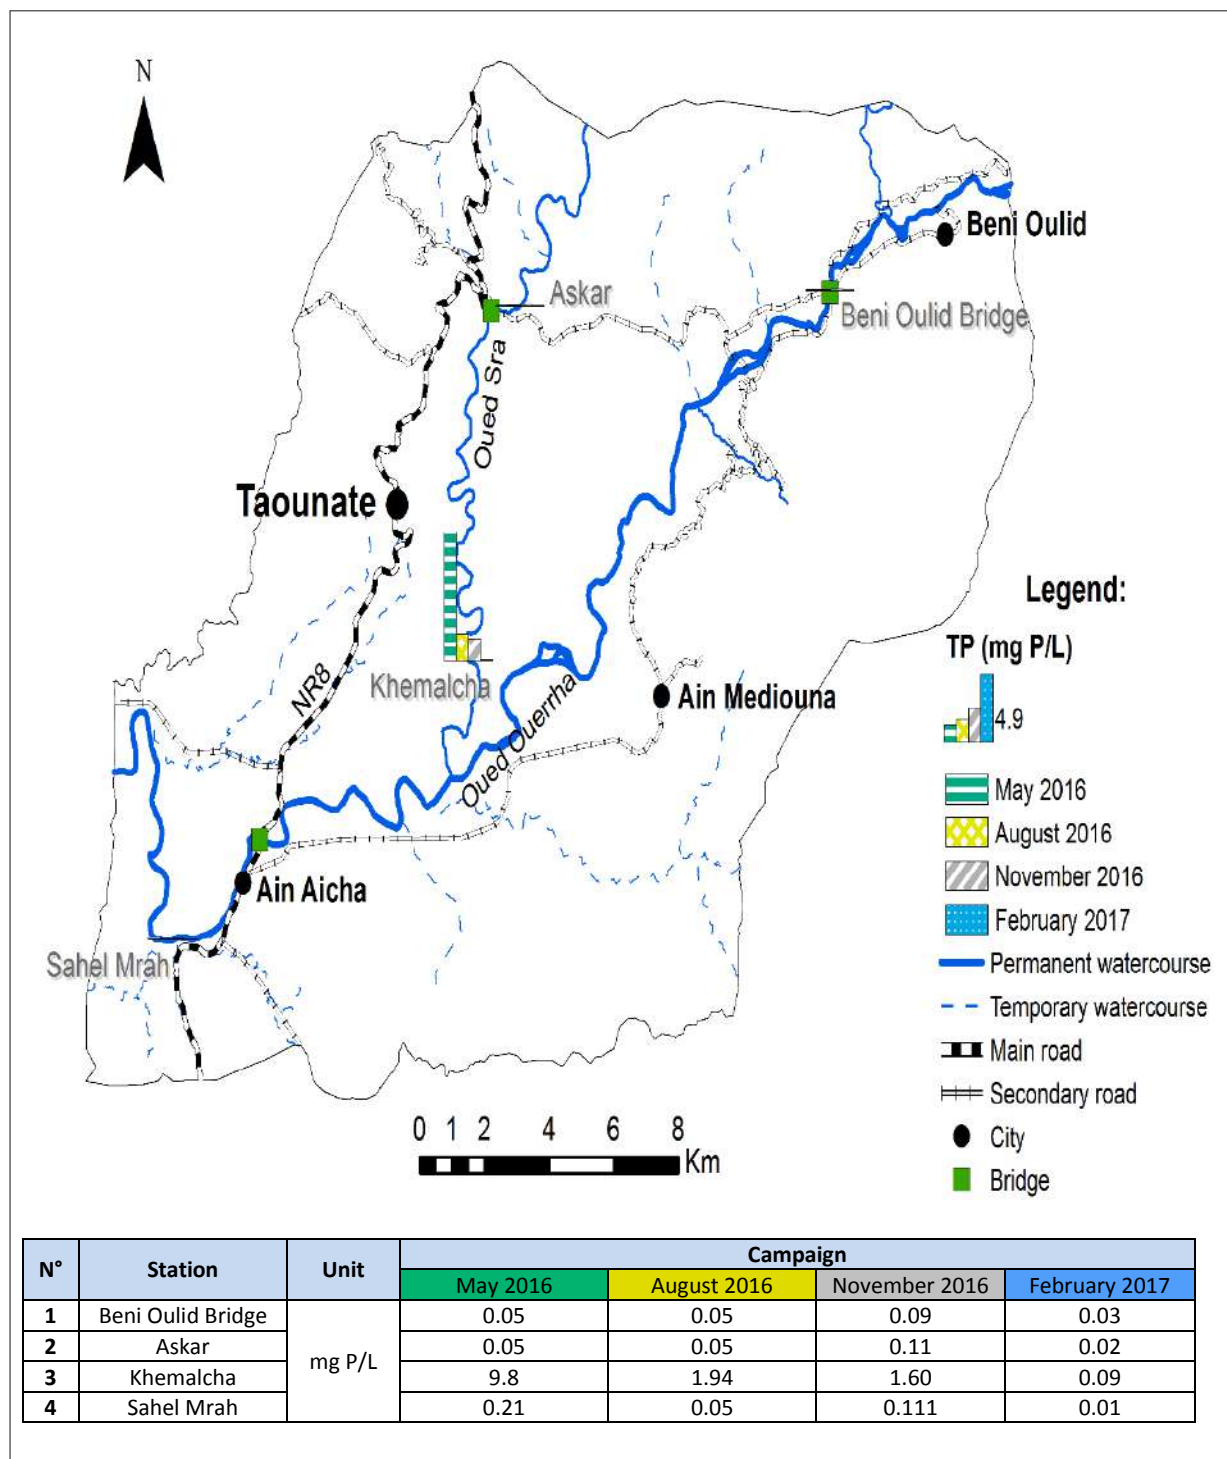 N
Beni Oulid
Askar
Beni Oulid Bridge
Oued Sra
Taounate
Legend:
TP (mg P/L)
4.9
Khemalcha
NR8
Ain Mediouna
Oued Ouerrha
May 2016
August 2016
November 2016
February 2017
Ain Aicha
Sahel Mrah
Permanent watercourse
Temporary watercourse
Main road
Secondary road
City
Bridge
0 1 2 4 6 8
Km
N° Station Unit Campaign
May 2016 August 2016 November 2016 February 2017
1 Beni Oulid Bridge mg P/L 0.05 0.05 0.09 0.03
2 Askar 0.05 0.05 0.11 0.02
3 Khemalcha 9.8 1.94 1.60 0.09
4 Sahel Mrah 0.21 0.05 0.111 0.01